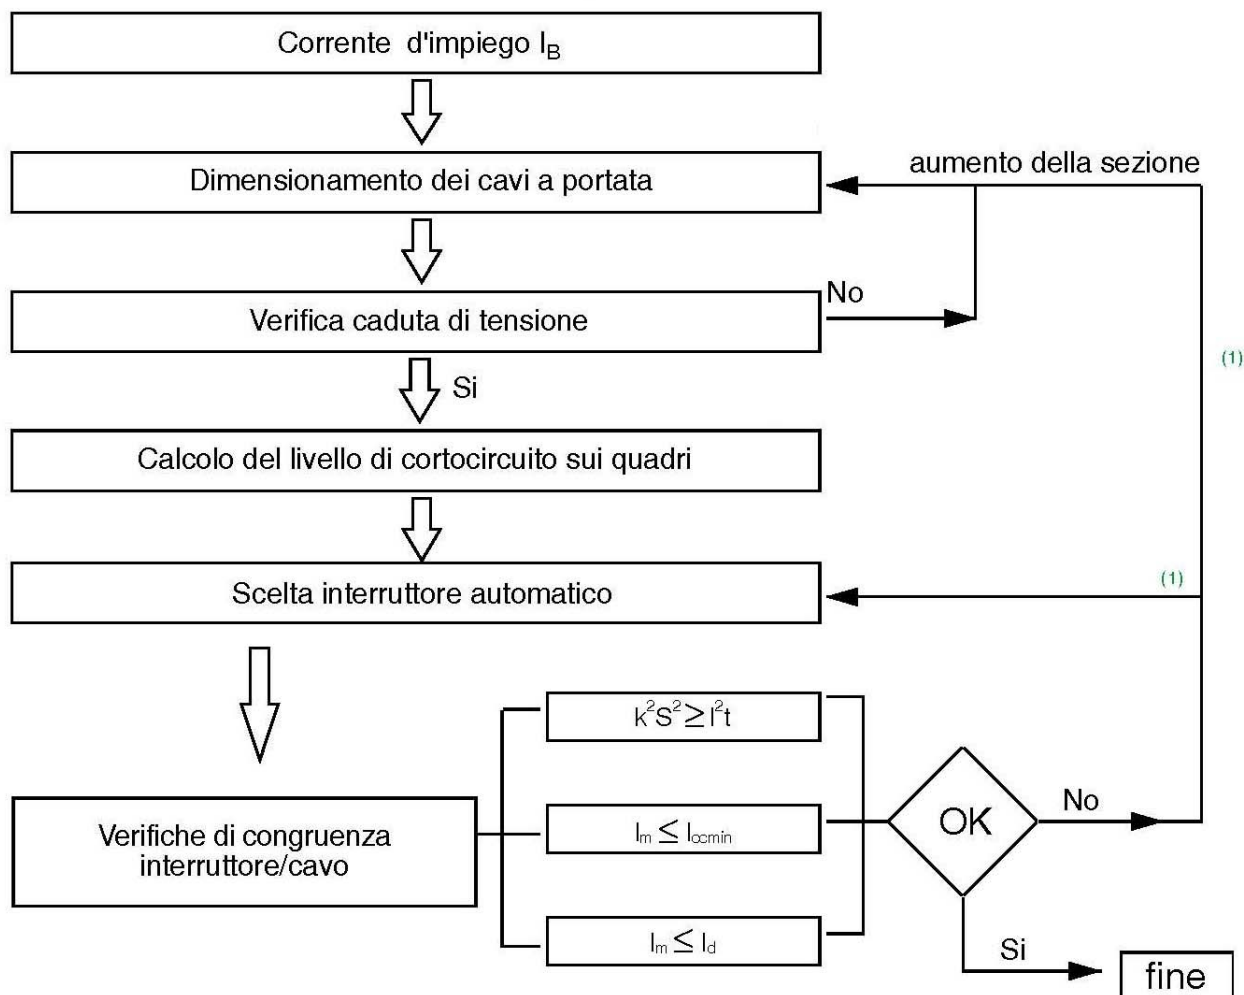 Corrente d'impiego I_B
Dimensionamento dei cavi a portata
aumento della sezione
Verifica caduta di tensione
No
(1)
Si
Calcolo del livello di cortocircuito sui quadri
Scelta interruttore automatico
(1)
k²S² ≥ I²t
Verifiche di congruenza
interruttore/cavo
I_m ≤ I_ccmin
OK
No
I_m ≤ I_d
Si
fine